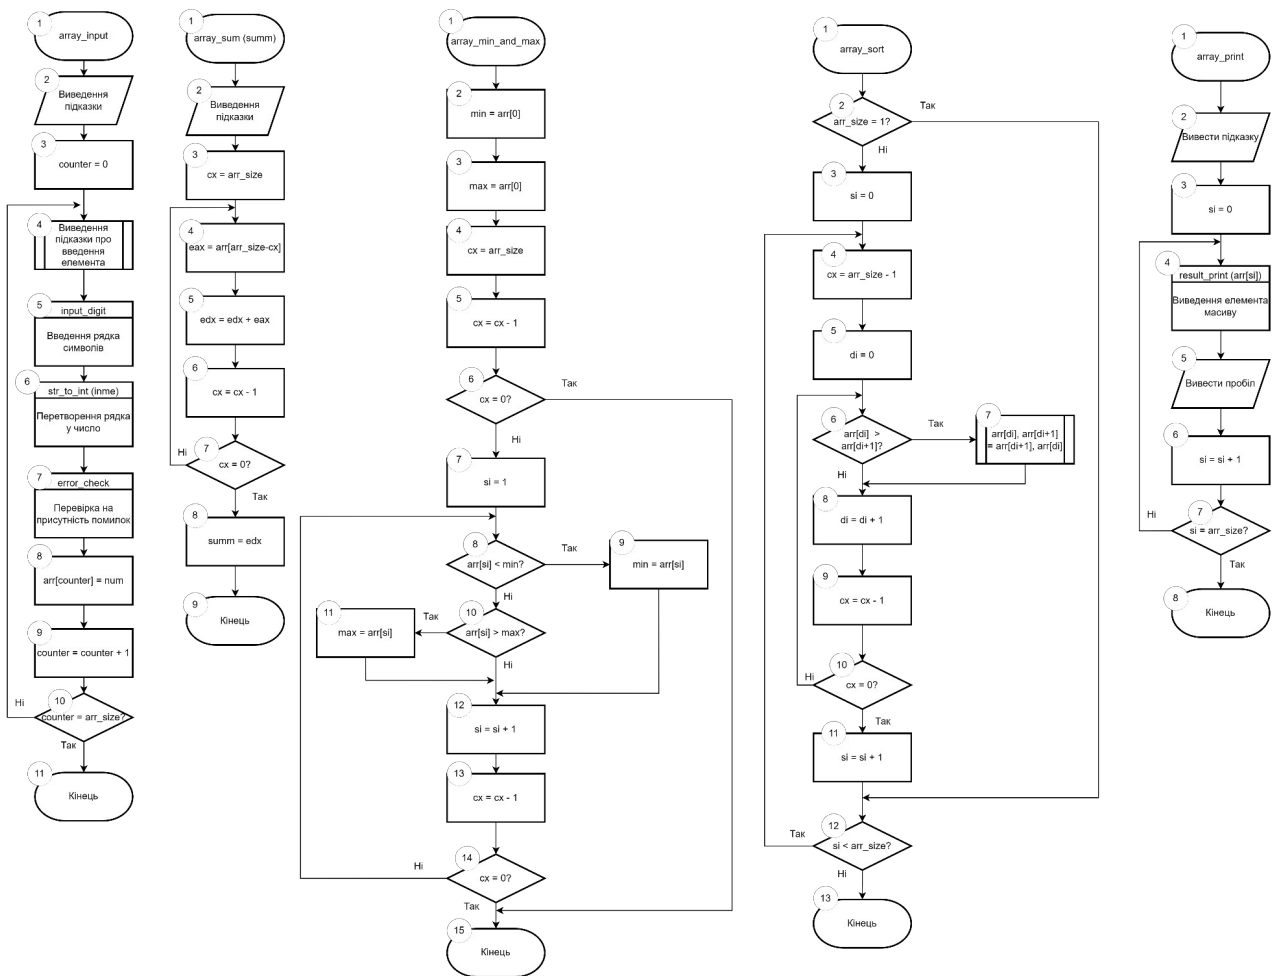 1
array_input
2
Виведення
підказки
3
counter = 0
4
Виведення
підказки про
введення
елемента
5
input_digit
Введення рядка
символів
6
str_to_int (inme)
Перетворення рядка
у число
7
error_check
Перевірка на
присутність помилок
8
arr[counter] = num
9
counter = counter + 1
Ні
10
counter = arr_size?
Так
11
Кінець
1
array_sum (summ)
2
Виведення
підказки
3
cx = arr_size
4
eax = arr[arr_size-cx]
5
edx = edx + eax
6
cx = cx - 1
Ні
7
cx = 0?
Так
8
summ = edx
9
Кінець
1
array_min_and_max
2
min = arr[0]
3
max = arr[0]
4
cx = arr_size
5
cx = cx - 1
6
Так
cx = 0?
Ні
7
si = 1
8
Так
arr[si] < min?
9
min = arr[si]
Ні
10
Так
arr[si] > max?
11
max = arr[si]
Ні
12
si = si + 1
13
cx = cx - 1
14
Ні
cx = 0?
Так
15
Кінець
1
array_sort
2
Так
arr_size = 1?
Ні
3
si = 0
4
cx = arr_size - 1
5
di = 0
6
arr[di] >
arr[di+1]?
Так
7
arr[di], arr[di+1]
= arr[di+1], arr[di]
Ні
8
di = di + 1
9
cx = cx - 1
10
Ні
cx = 0?
Так
11
si = si + 1
12
Так
si < arr_size?
Ні
13
Кінець
1
array_print
2
Вивести підказку
3
si = 0
4
result_print (arr[si])
Виведення елемента
масиву
5
Вивести пробіл
6
si = si + 1
Ні
7
si = arr_size?
Так
8
Кінець